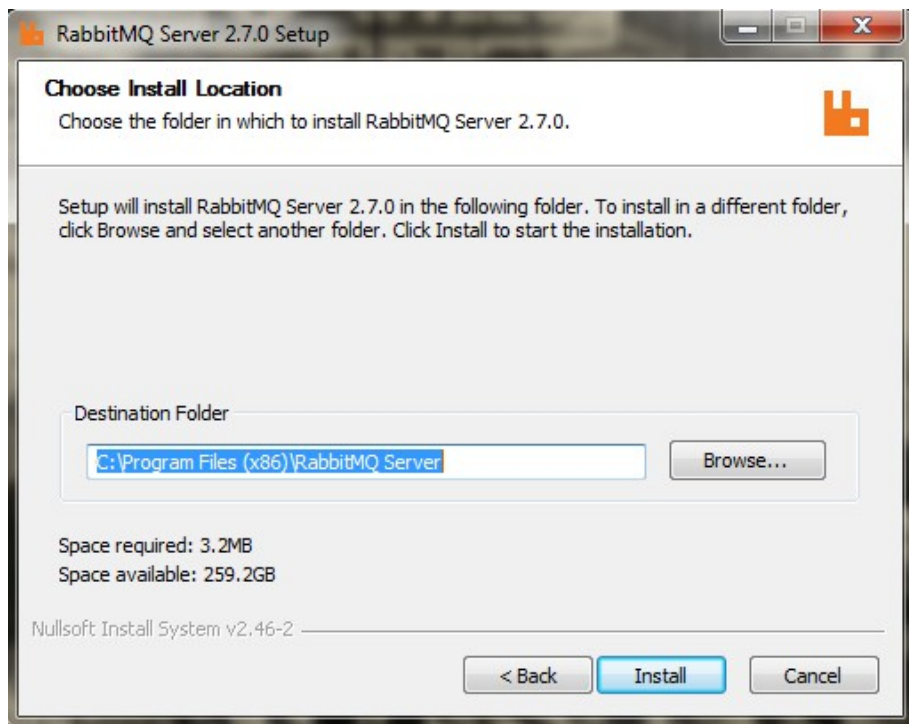 RabbitMQ Server 2.7.0 Setup
Choose Install Location
Choose the folder in which to install RabbitMQ Server 2.7.0.
Setup will install RabbitMQ Server 2.7.0 in the following folder. To install in a different folder,
click Browse and select another folder. Click Install to start the installation.
Destination Folder
C:\Program Files (x86)\RabbitMQ Server
Browse...
Space required: 3.2MB
Space available: 259.2GB
Nullsoft Install System v2.46-2
< Back
Install
Cancel